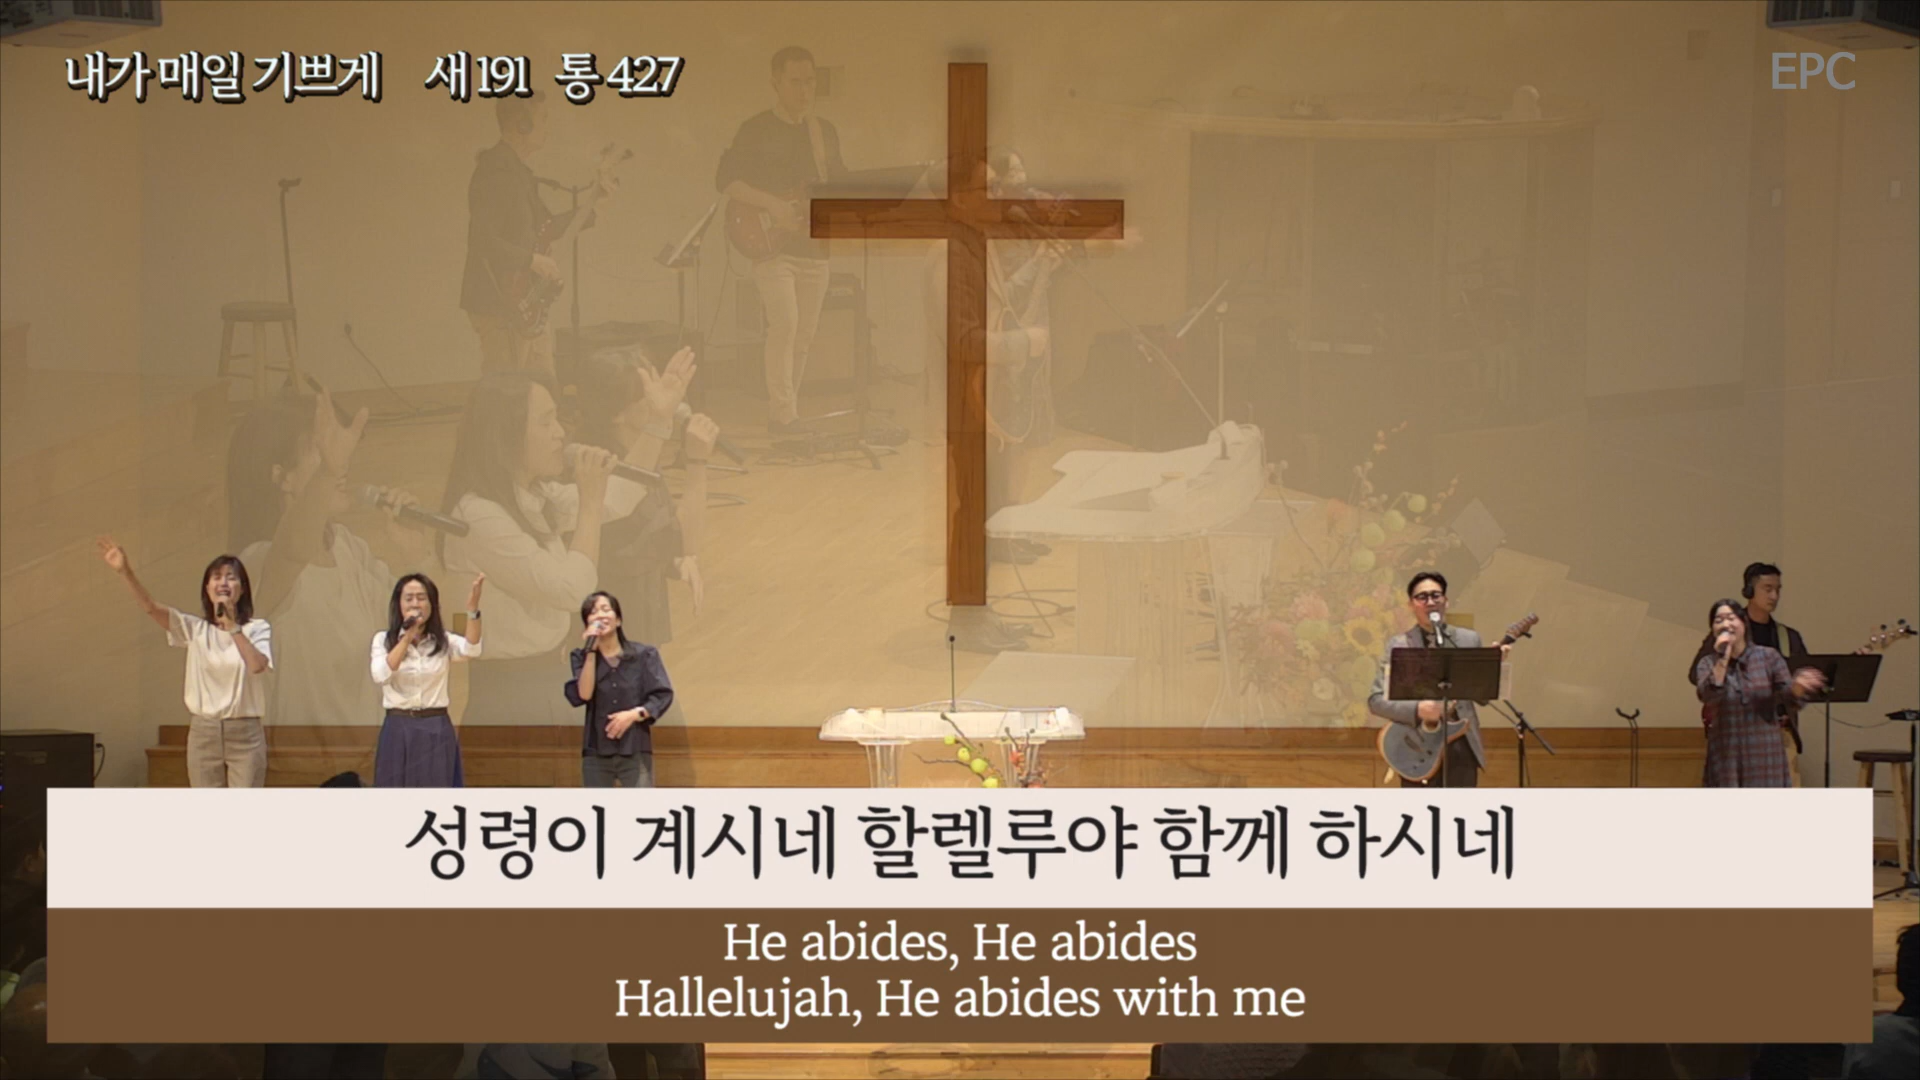 내가 매일 기쁘게 새 191 통 427
EPC
성령이 계시네 할렐루야 함께 하시네
He abides, He abides
Hallelujah, He abides with me